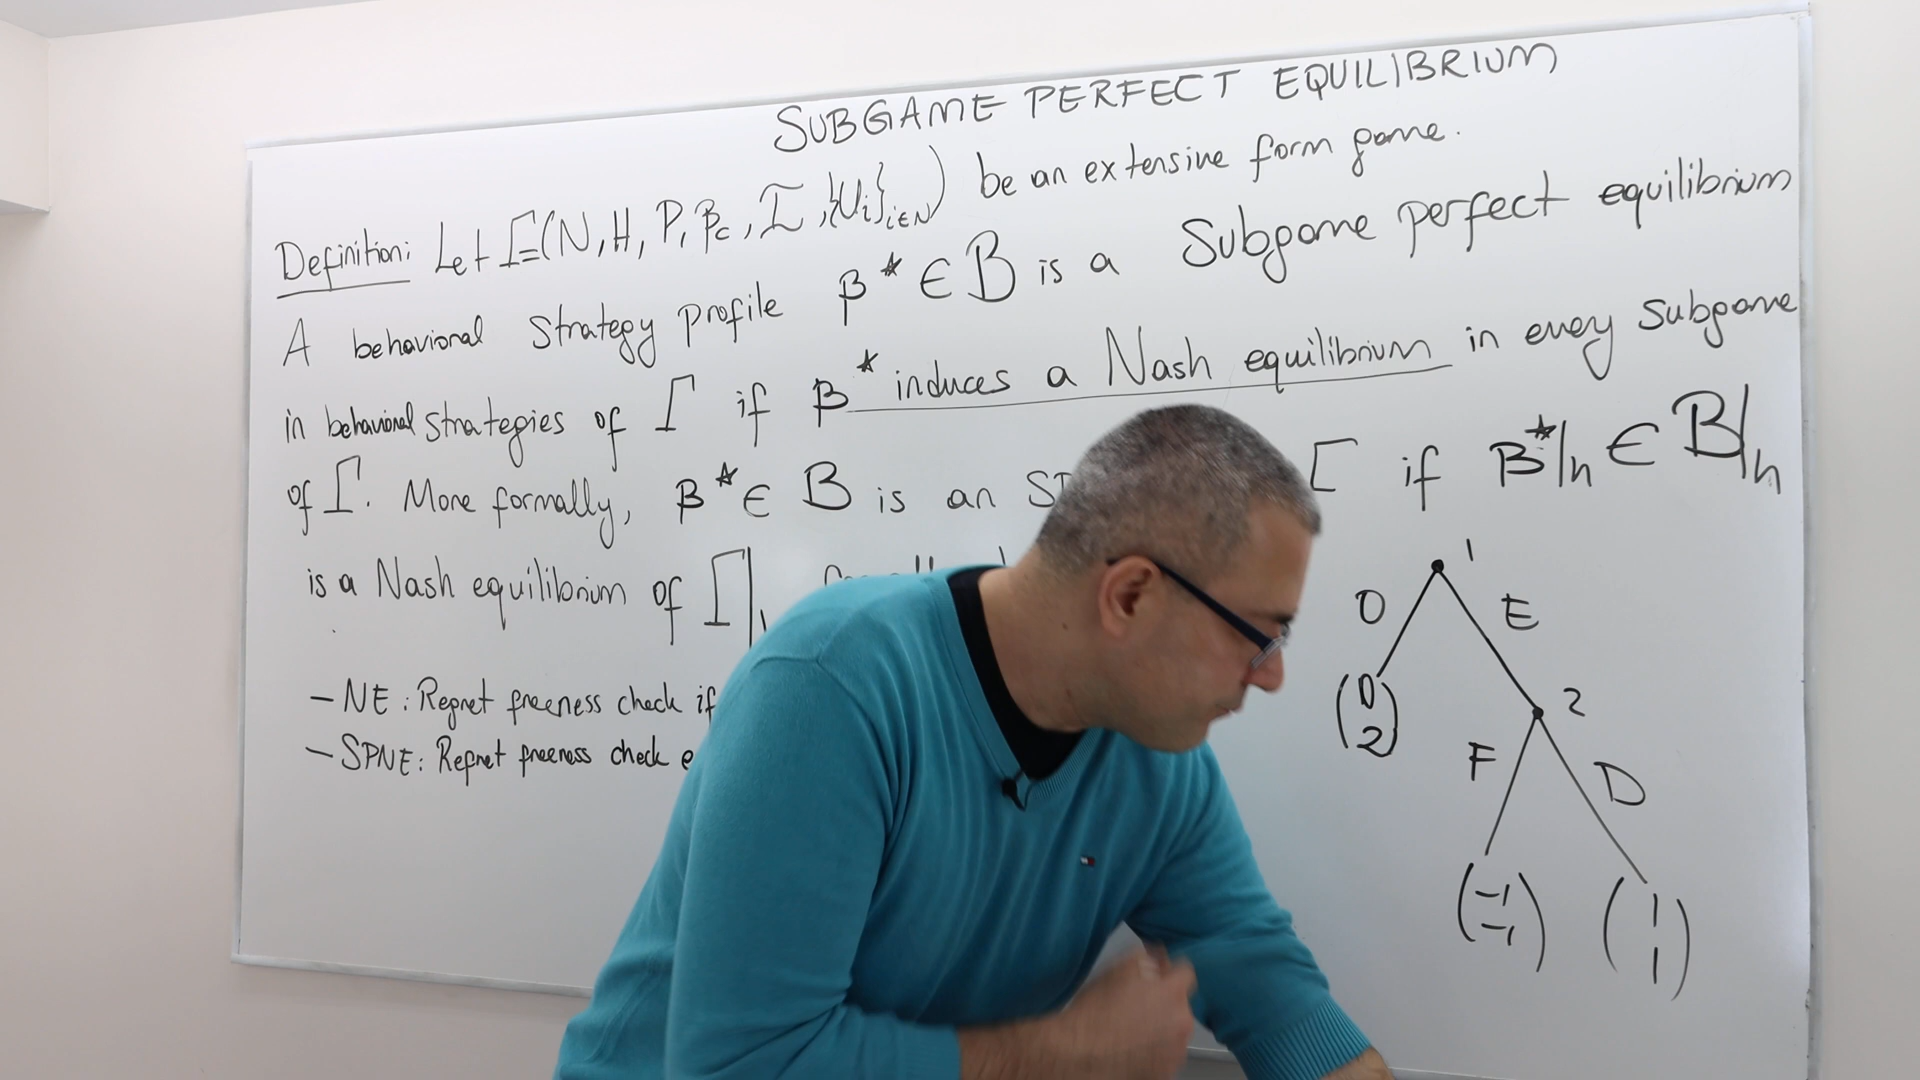 SUBGAME PERFECT EQUILIBRIUM
Definition: Let Γ=(N, H, P, βc, I, {Ui}i∈N) be an extensive form game.
A behavioral strategy profile β* ∈ B is a Subgame perfect equilibrium
in behavioral strategies of Γ if β* induces a Nash equilibrium in every subgame
of Γ. More formally, β* ∈ B is an Γ if β*|h ∈ B|h
is a Nash equilibrium of Γ|
- NE: Regret freeness check if
- SPNE: Regret freeness check
1
O E
0
2
2
F D
-1 1
-1 1